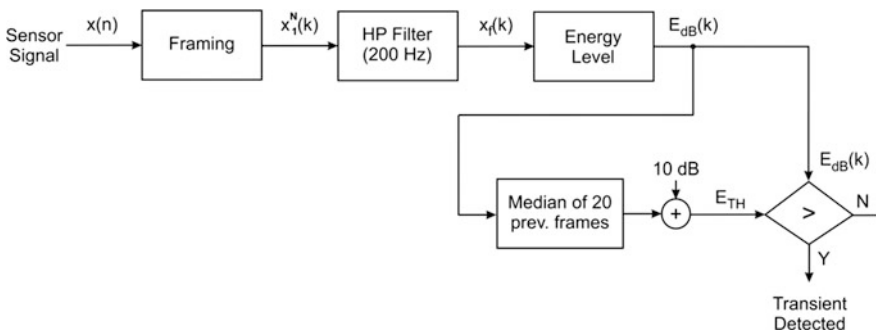 Sensor
Signal
x(n)
Framing
x₁ᴺ(k)
HP Filter
(200 Hz)
x_f(k)
Energy
Level
E_dB(k)
E_dB(k)
Median of 20
prev. frames
10 dB
+
E_TH
>
N
Y
Transient
Detected